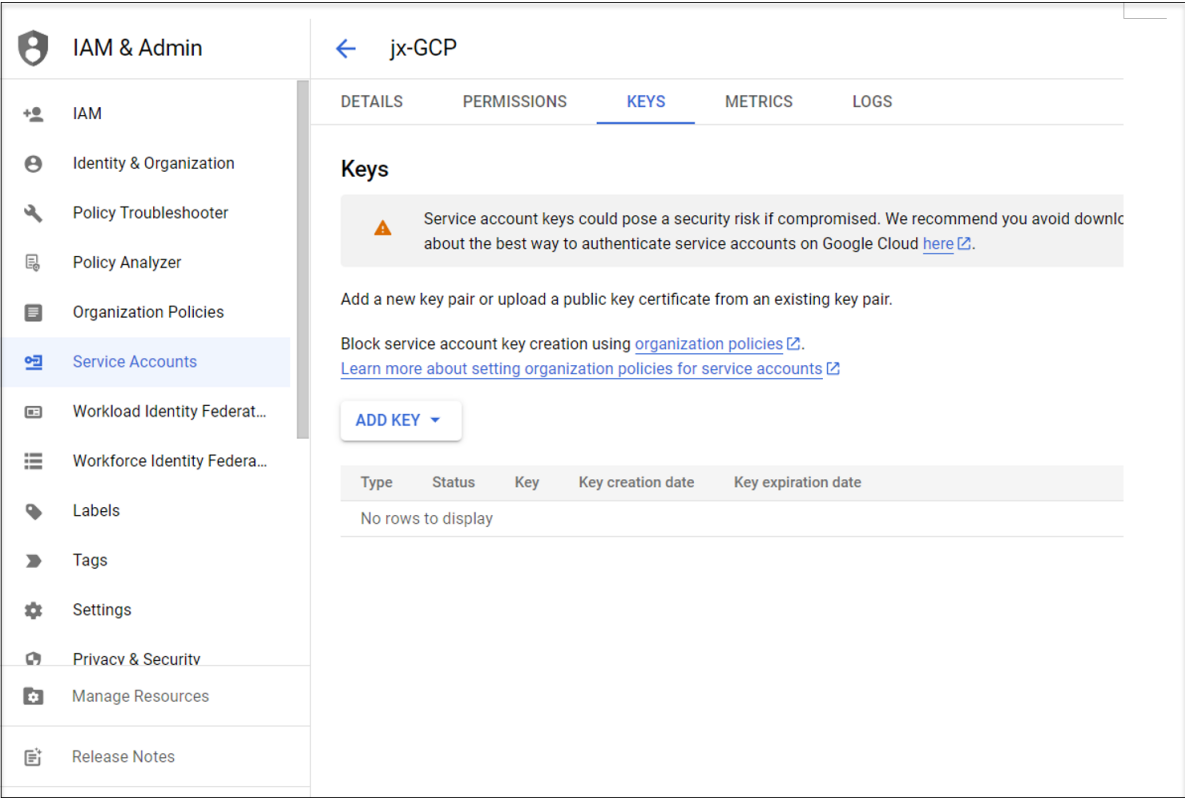 IAM & Admin
IAM
Identity & Organization
Policy Troubleshooter
Policy Analyzer
Organization Policies
Service Accounts
Workload Identity Federat...
Workforce Identity Federa...
Labels
Tags
Settings
Privacy & Security
Manage Resources
Release Notes
jx-GCP
DETAILS PERMISSIONS KEYS METRICS LOGS
Keys
Service account keys could pose a security risk if compromised. We recommend you avoid downlo
about the best way to authenticate service accounts on Google Cloud here.
Add a new key pair or upload a public key certificate from an existing key pair.
Block service account key creation using organization policies.
Learn more about setting organization policies for service accounts
ADD KEY
Type Status Key Key creation date Key expiration date
No rows to display